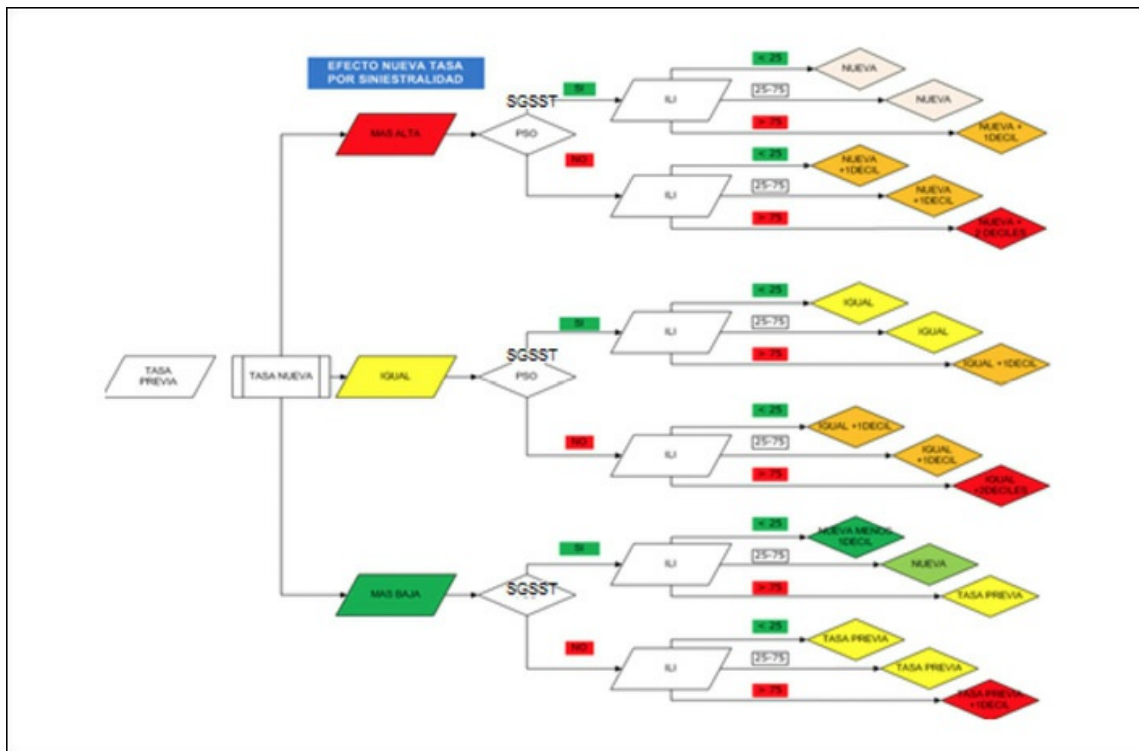 EFECTO NUEVA TASA
POR SINIESTRALIDAD
TASA
PREVIA
TASA NUEVA
MAS ALTA
SGSST
PSO
SI
ILI
< 25
NUEVA
25-75
NUEVA
> 75
NUEVA +
1DECIL
NO
ILI
< 25
NUEVA
+1DECIL
25-75
NUEVA
+1DECIL
> 75
NUEVA +
2 DECILES
IGUAL
SGSST
PSO
SI
ILI
< 25
IGUAL
25-75
IGUAL
> 75
IGUAL +1DECIL
NO
ILI
< 25
IGUAL +1DECIL
25-75
IGUAL
+1DECIL
> 75
IGUAL
+2DECILES
MAS BAJA
SGSST
SI
ILI
< 25
NUEVA MENOS
1DECIL
25-75
NUEVA
> 75
TASA PREVIA
NO
ILI
< 25
TASA PREVIA
25-75
TASA PREVIA
> 75
TASA PREVIA
+1DECIL